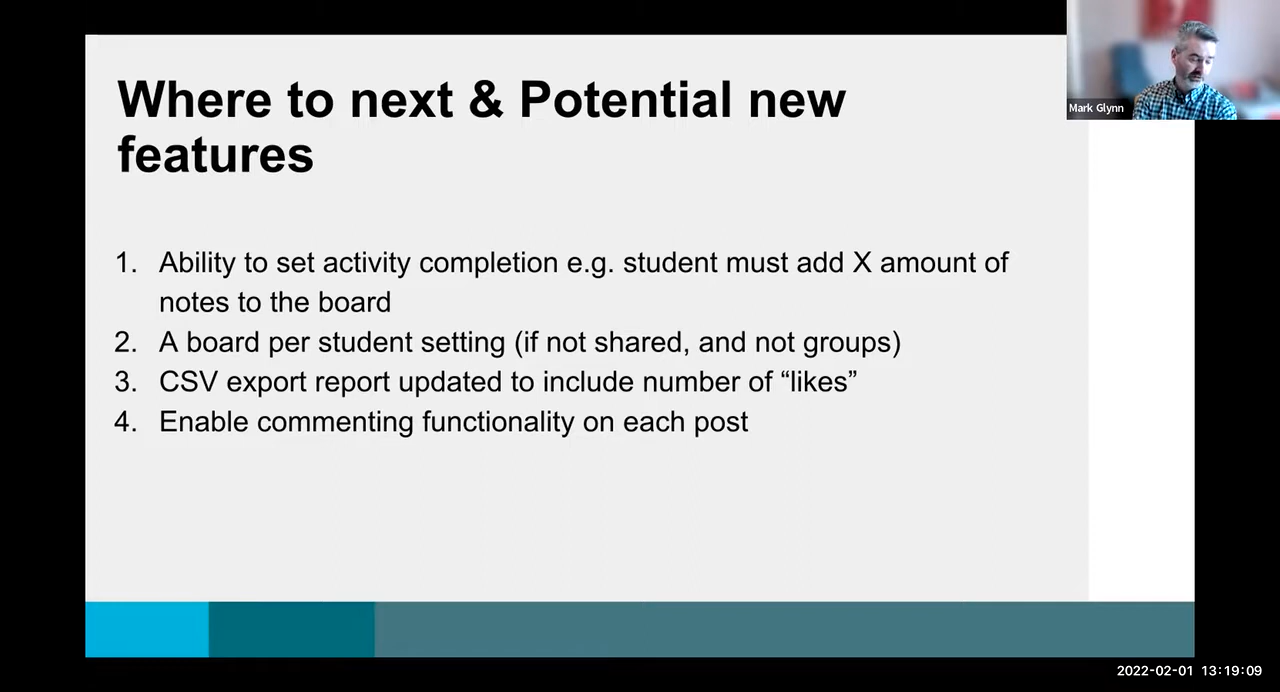 Where to next & Potential new
features
Mark Glynn
1. Ability to set activity completion e.g. student must add X amount of
notes to the board
2. A board per student setting (if not shared, and not groups)
3. CSV export report updated to include number of “likes”
4. Enable commenting functionality on each post
2022-02-01 13:19:09